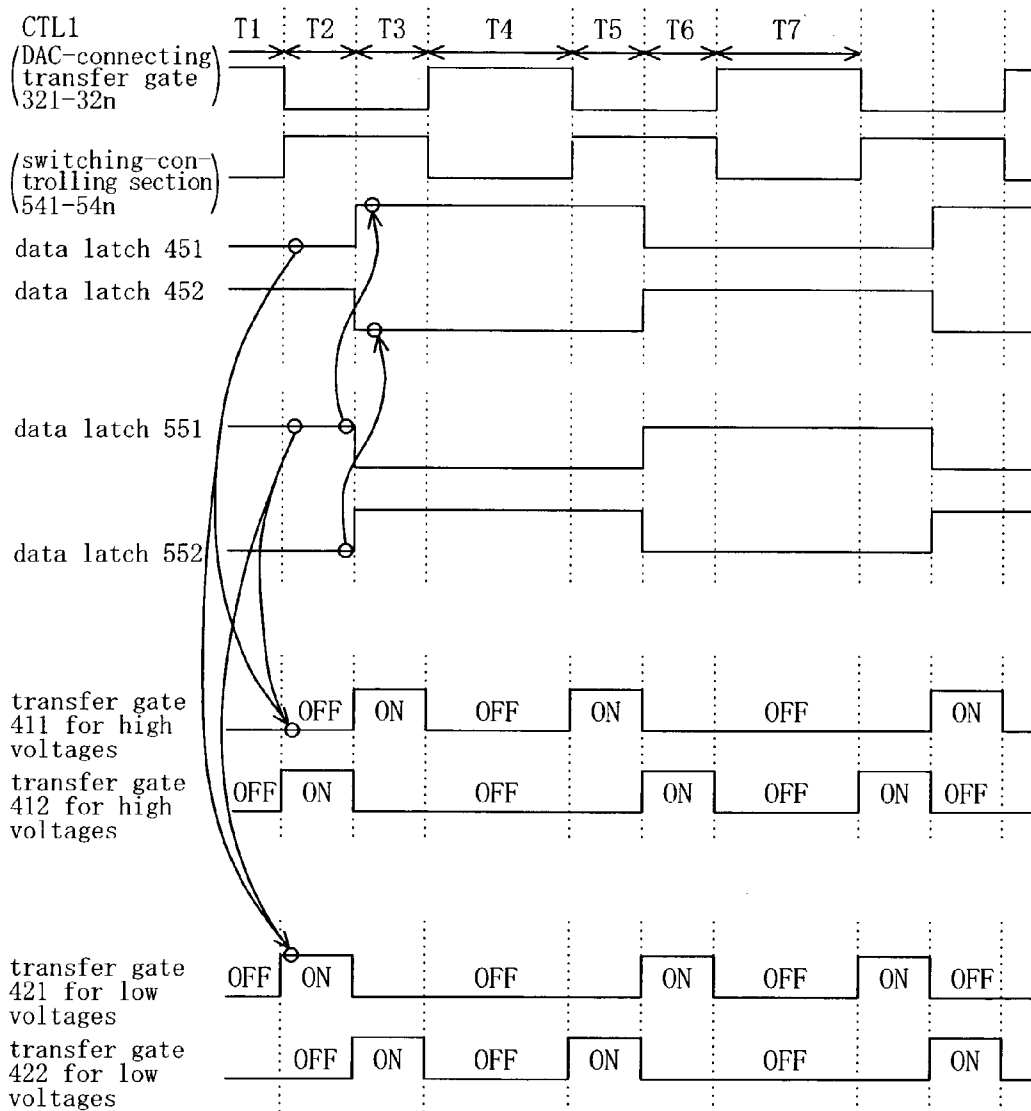 CTL1 T1 T2 T3 T4 T5 T6 T7
(DAC-connecting
transfer gate
321-32n)
(switching-con-
trolling section
541-54n)
data latch 451
data latch 452
data latch 551
data latch 552
transfer gate
411 for high
voltages
OFF ON OFF ON OFF ON
transfer gate
412 for high
voltages
OFF ON OFF ON OFF ON OFF
transfer gate
421 for low
voltages
OFF ON OFF ON OFF ON OFF
transfer gate
422 for low
voltages
OFF ON OFF ON OFF ON